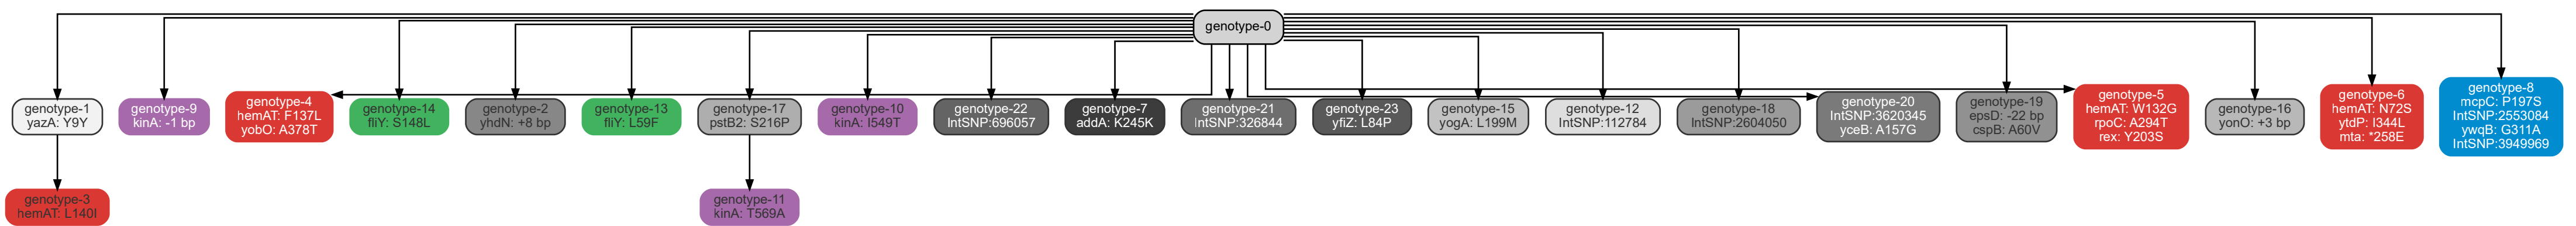 genotype-0
genotype-1
yazA: Y9Y
genotype-9
kinA: -1 bp
genotype-4
hemAT: F137L
yobO: A378T
genotype-14
fliY: S148L
genotype-2
yhdN: +8 bp
genotype-13
fliY: L59F
genotype-17
pstB2: S216P
genotype-10
kinA: I549T
genotype-22
IntSNP:696057
genotype-7
addA: K245K
genotype-21
IntSNP:326844
genotype-23
yfiZ: L84P
genotype-15
yogA: L199M
genotype-12
IntSNP:112784
genotype-18
IntSNP:2604050
genotype-20
IntSNP:3620345
yceB: A157G
genotype-19
epsD: -22 bp
cspB: A60V
genotype-5
hemAT: W132G
rpoC: A294T
rex: Y203S
genotype-16
yonO: +3 bp
genotype-6
hemAT: N72S
ytdP: I344L
mta: *258E
genotype-8
mcpC: P197S
IntSNP:2553084
ywqB: G311A
IntSNP:3949969
genotype-3
hemAT: L140I
genotype-11
kinA: T569A